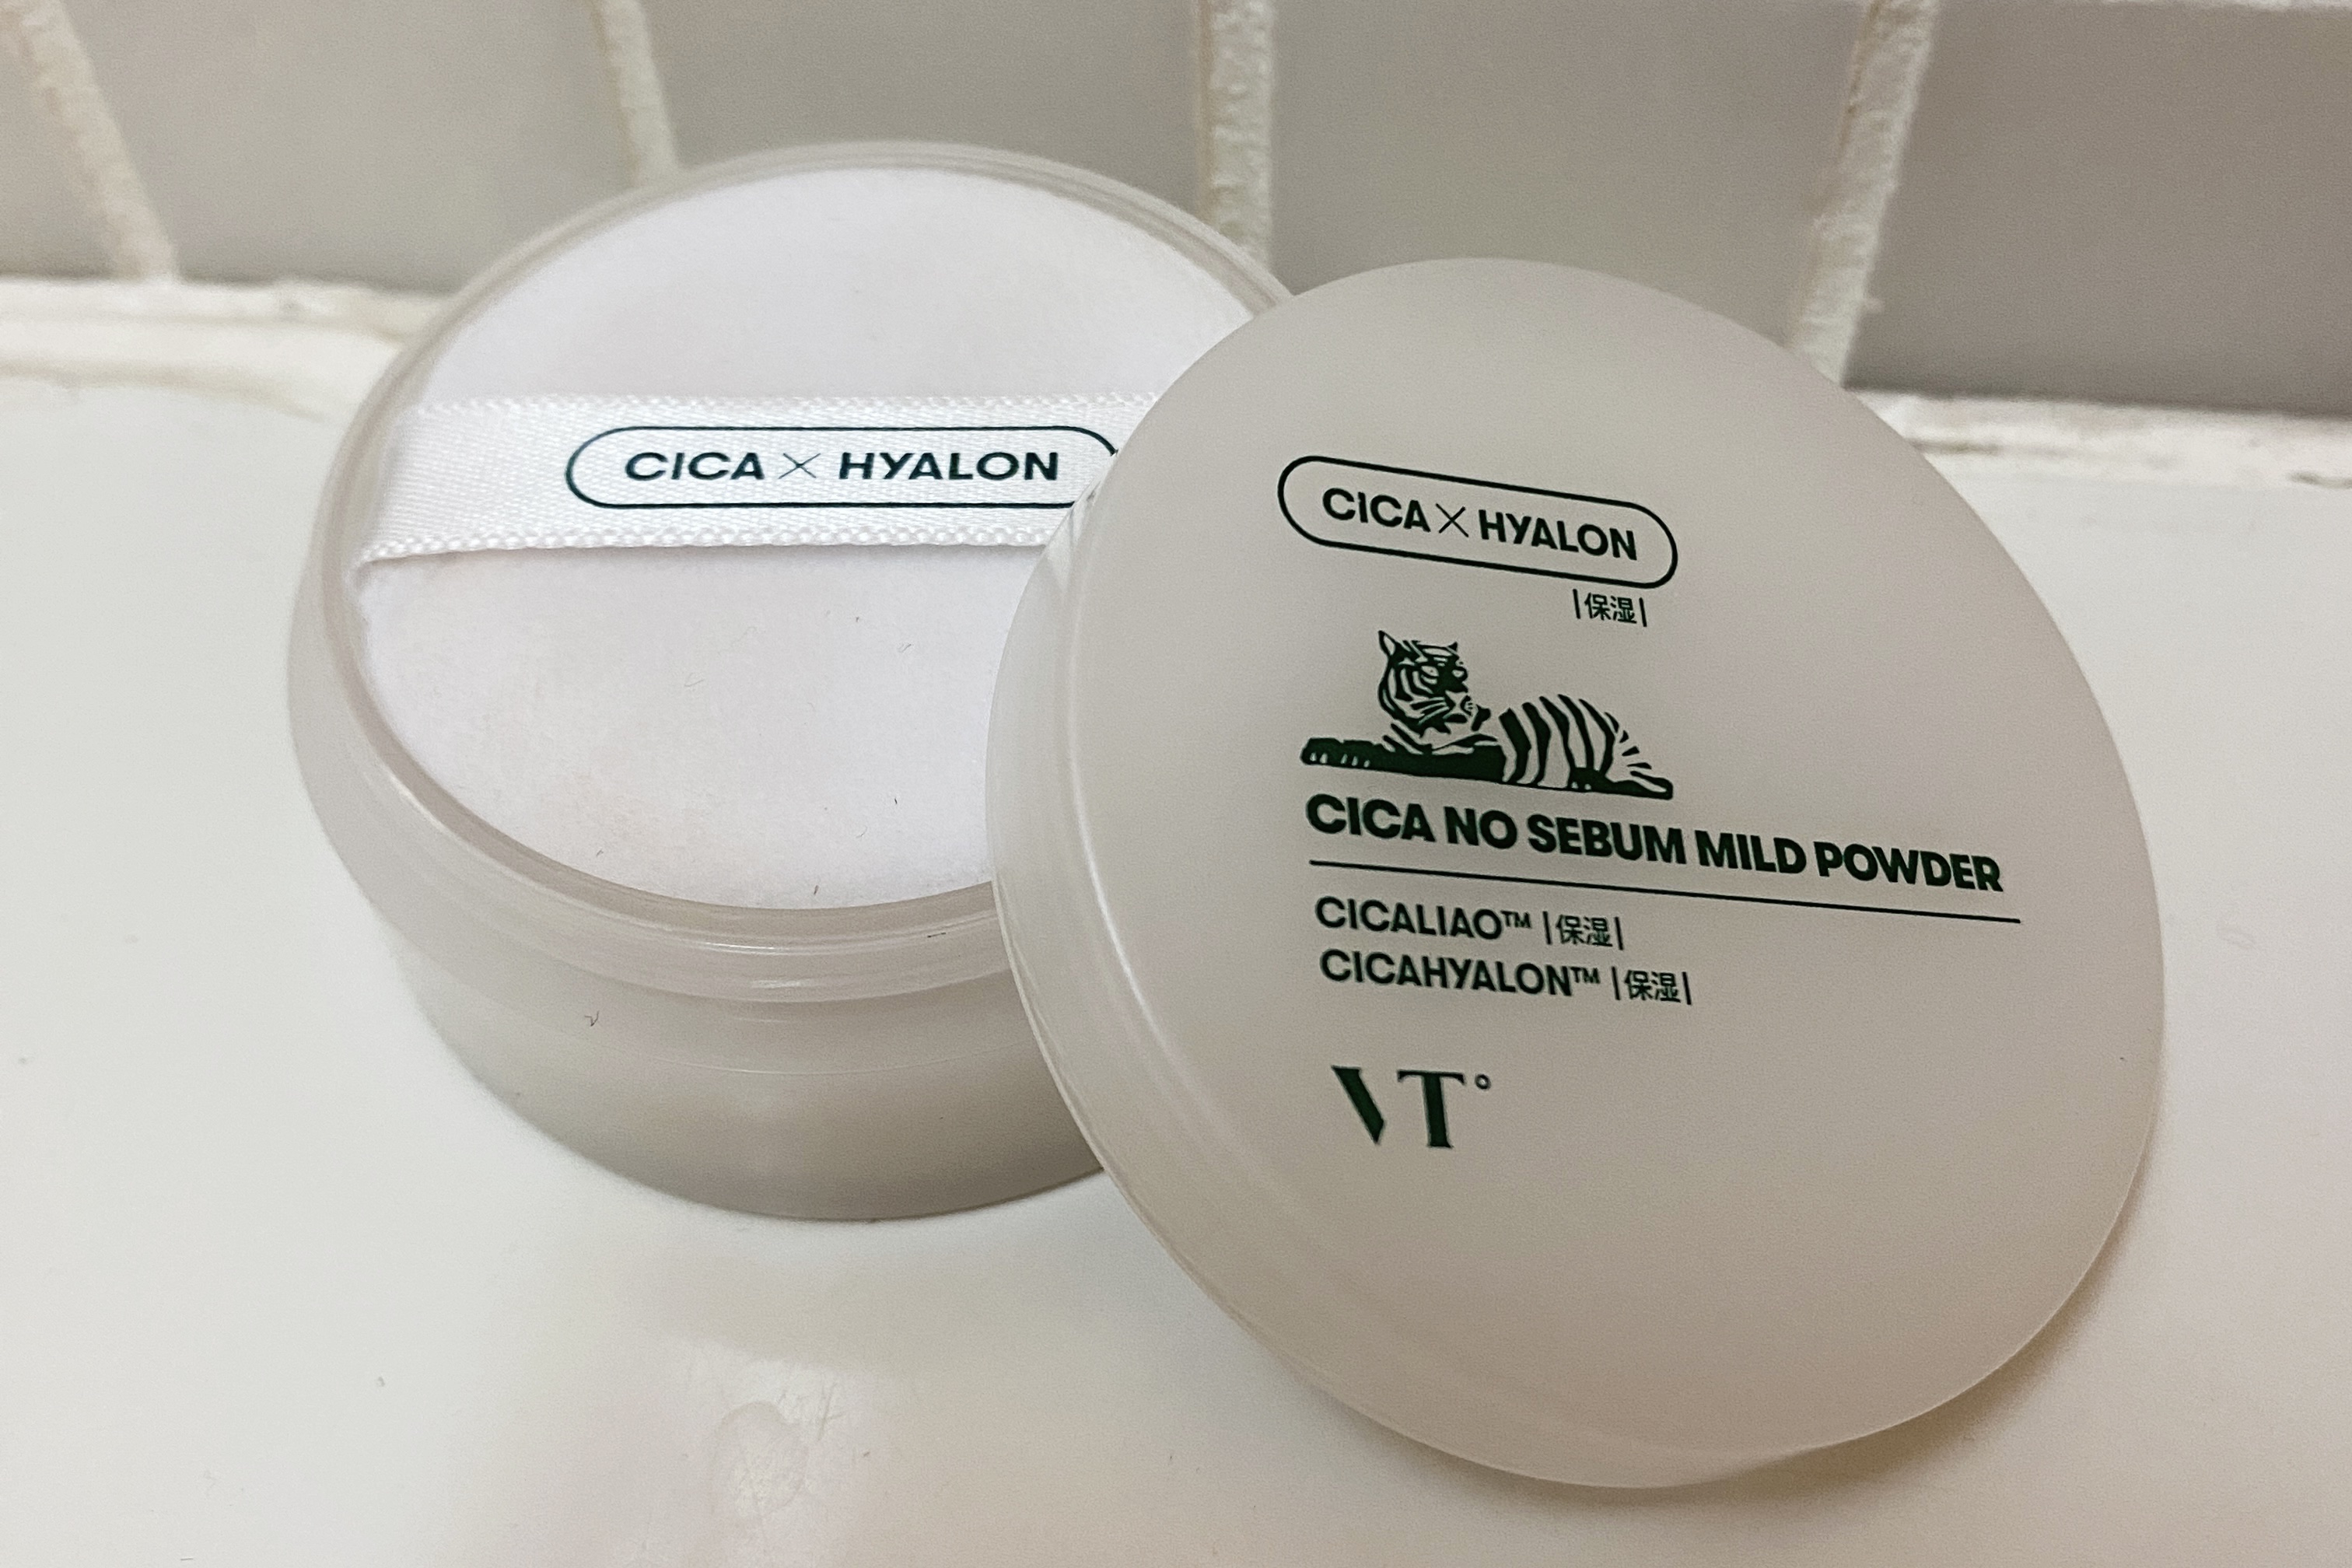 CICA × HYALON
CICA × HYALON
|保湿|
CICA NO SEBUM MILD POWDER
CICALIAO™ |保湿|
CICAHYALON™ |保湿|
VT°